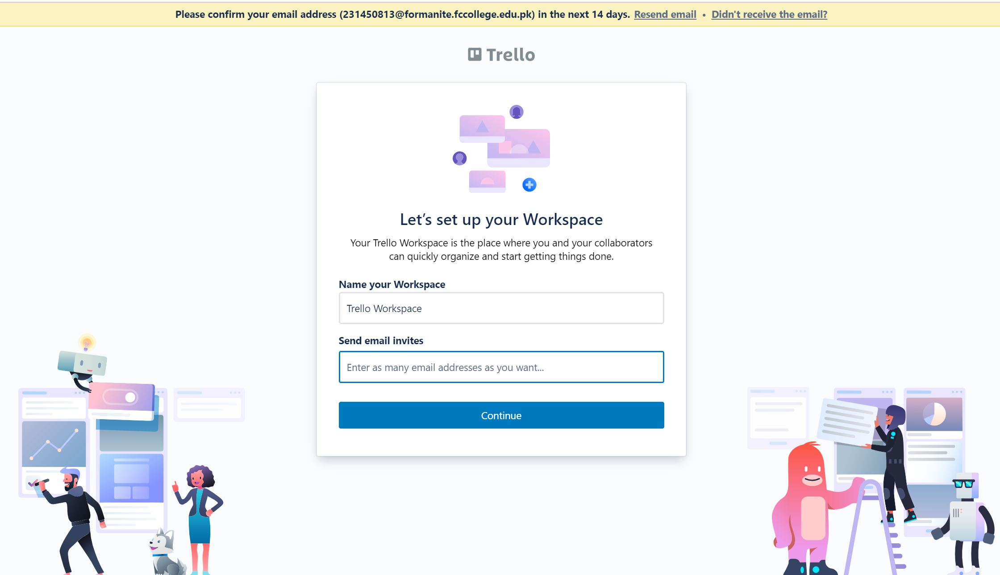 Please confirm your email address (231450813@formanite.fccollege.edu.pk) in the next 14 days. Resend email • Didn't receive the email?
Trello
Let’s set up your Workspace
Your Trello Workspace is the place where you and your collaborators
can quickly organize and start getting things done.
Name your Workspace
Trello Workspace
Send email invites
Enter as many email addresses as you want...
Continue